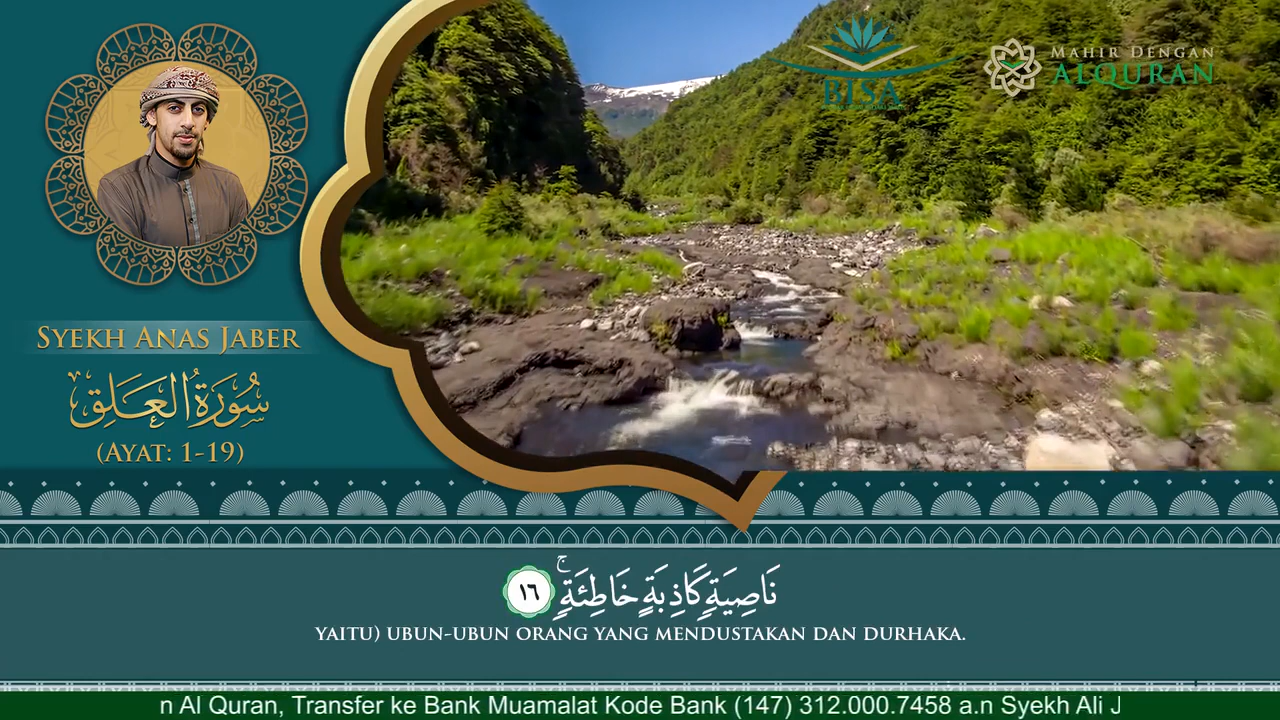 MAHIR DENGAN
ALQURAN
BISA
SYEKH ANAS JABER
سُورَةُ العَلَقِ
(AYAT: 1-19)
نَاصِيَةٍ كَاذِبَةٍ خَاطِئَةٍۚ ١٦
YAITU) UBUN-UBUN ORANG YANG MENDUSTAKAN DAN DURHAKA.
n Al Quran, Transfer ke Bank Muamalat Kode Bank (147) 312.000.7458 a.n Syekh Ali J